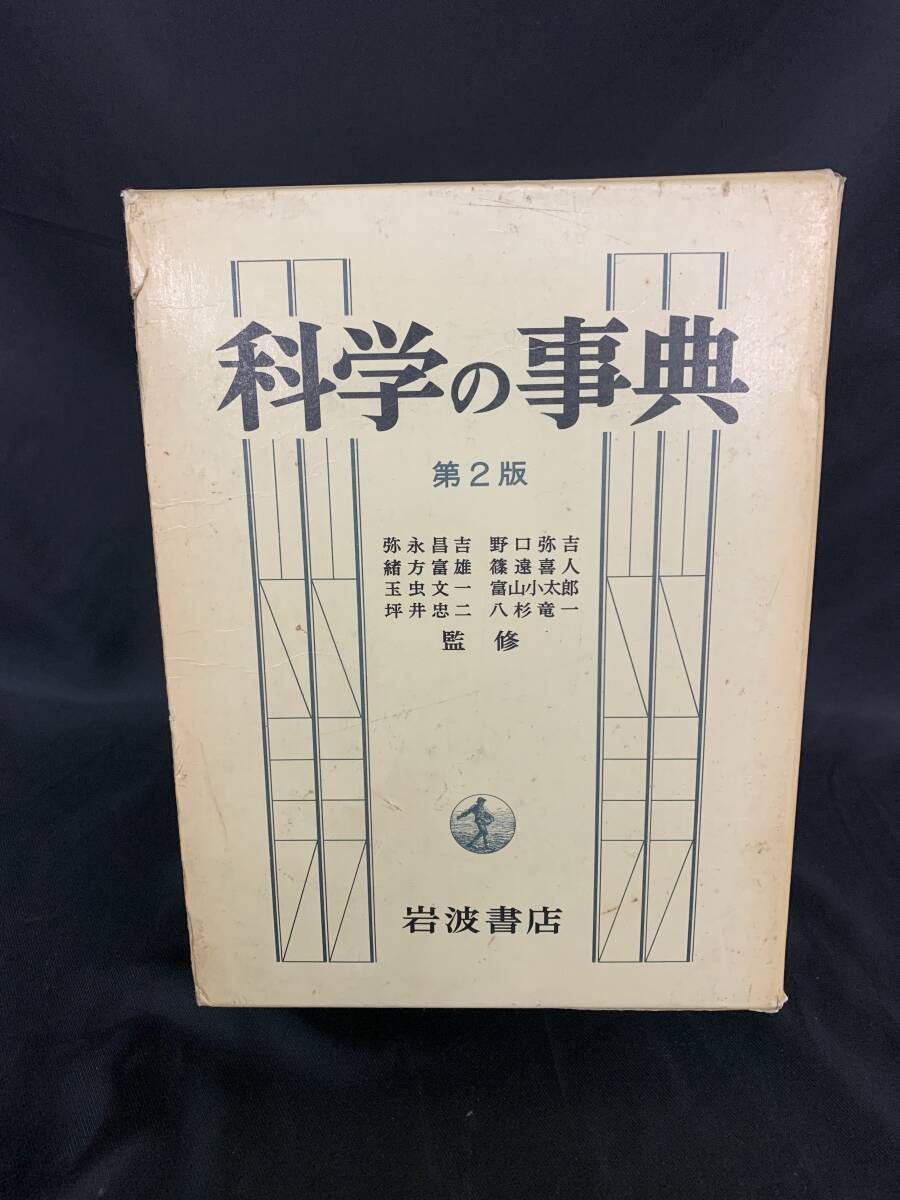 科学の事典
第2版
弥永昌吉 野口弥吉
緒方富雄 篠遠喜人
玉虫文一 富山小太郎
坪井忠二 八杉竜一
監修
岩波書店